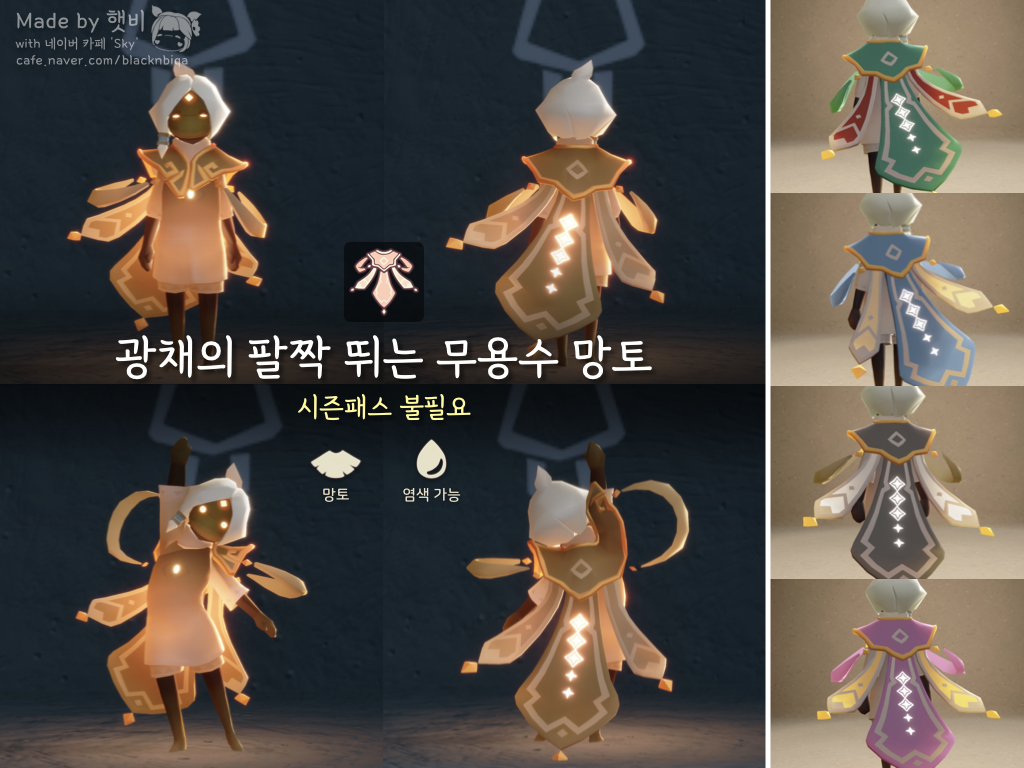 Made by 햇비
with 네이버 카페 'Sky'
cafe.naver.com/blacknbiga
광채의 팔짝 뛰는 무용수 망토
시즌패스 불필요
망토
염색 가능